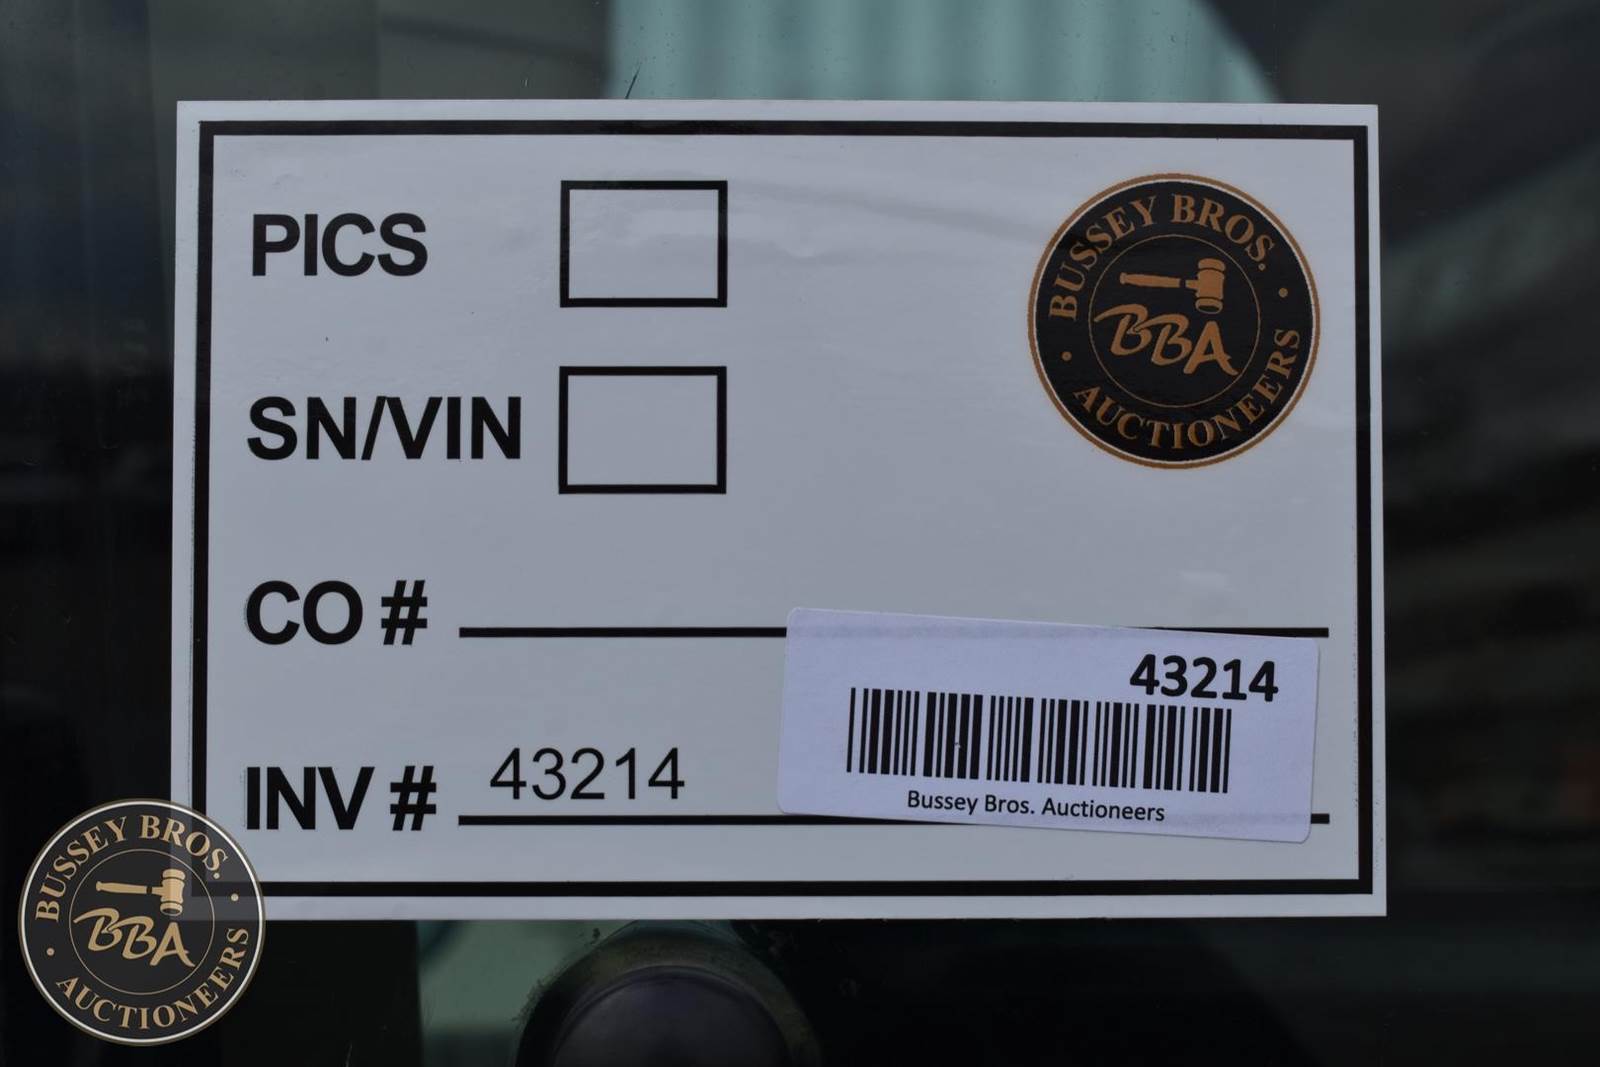 PICS
BUSSEY BROS.
BBA
AUCTIONEERS
SN/VIN
CO #
43214
INV # 43214
Bussey Bros. Auctioneers
BUSSEY BROS.
BBA
AUCTIONEERS